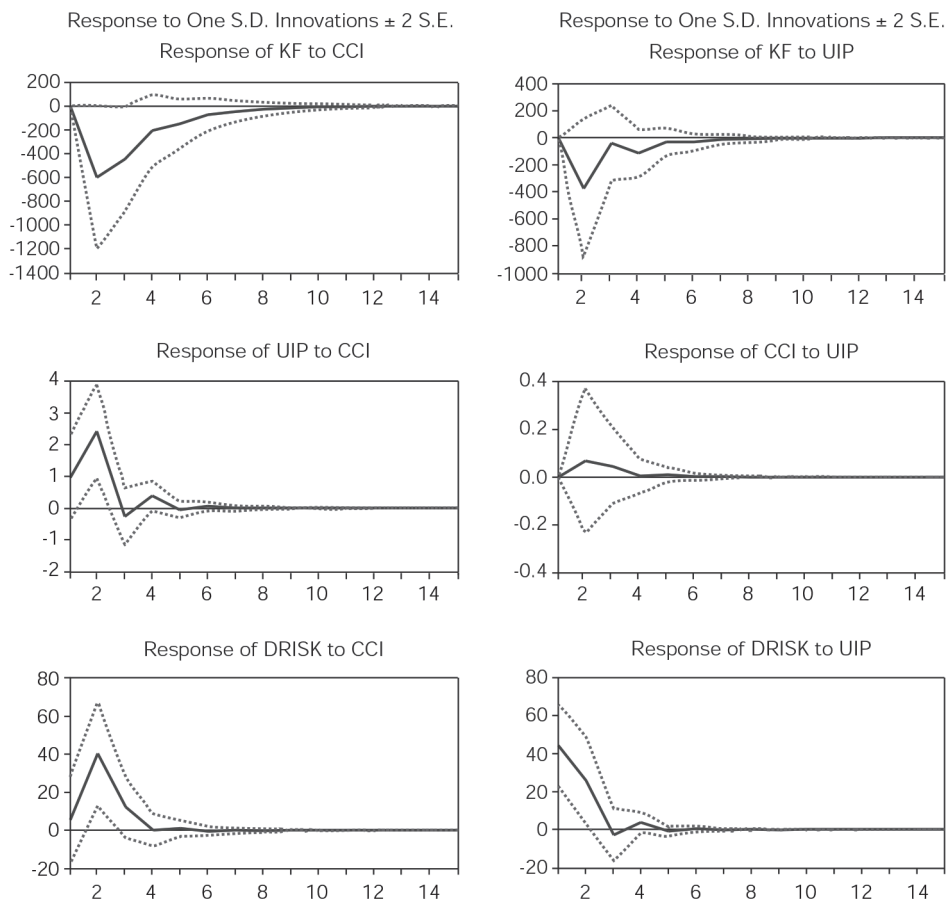 Response to One S.D. Innovations ± 2 S.E.
Response of KF to CCI
200
0
-200
-400
-600
-800
-1000
-1200
-1400
2 4 6 8 10 12 14
Response to One S.D. Innovations ± 2 S.E.
Response of KF to UIP
400
200
0
-200
-400
-600
-800
-1000
2 4 6 8 10 12 14
Response of UIP to CCI
4
3
2
1
0
-1
-2
2 4 6 8 10 12 14
Response of CCI to UIP
0.4
0.2
0.0
-0.2
-0.4
2 4 6 8 10 12 14
Response of DRISK to CCI
80
60
40
20
0
-20
2 4 6 8 10 12 14
Response of DRISK to UIP
80
60
40
20
0
-20
2 4 6 8 10 12 14